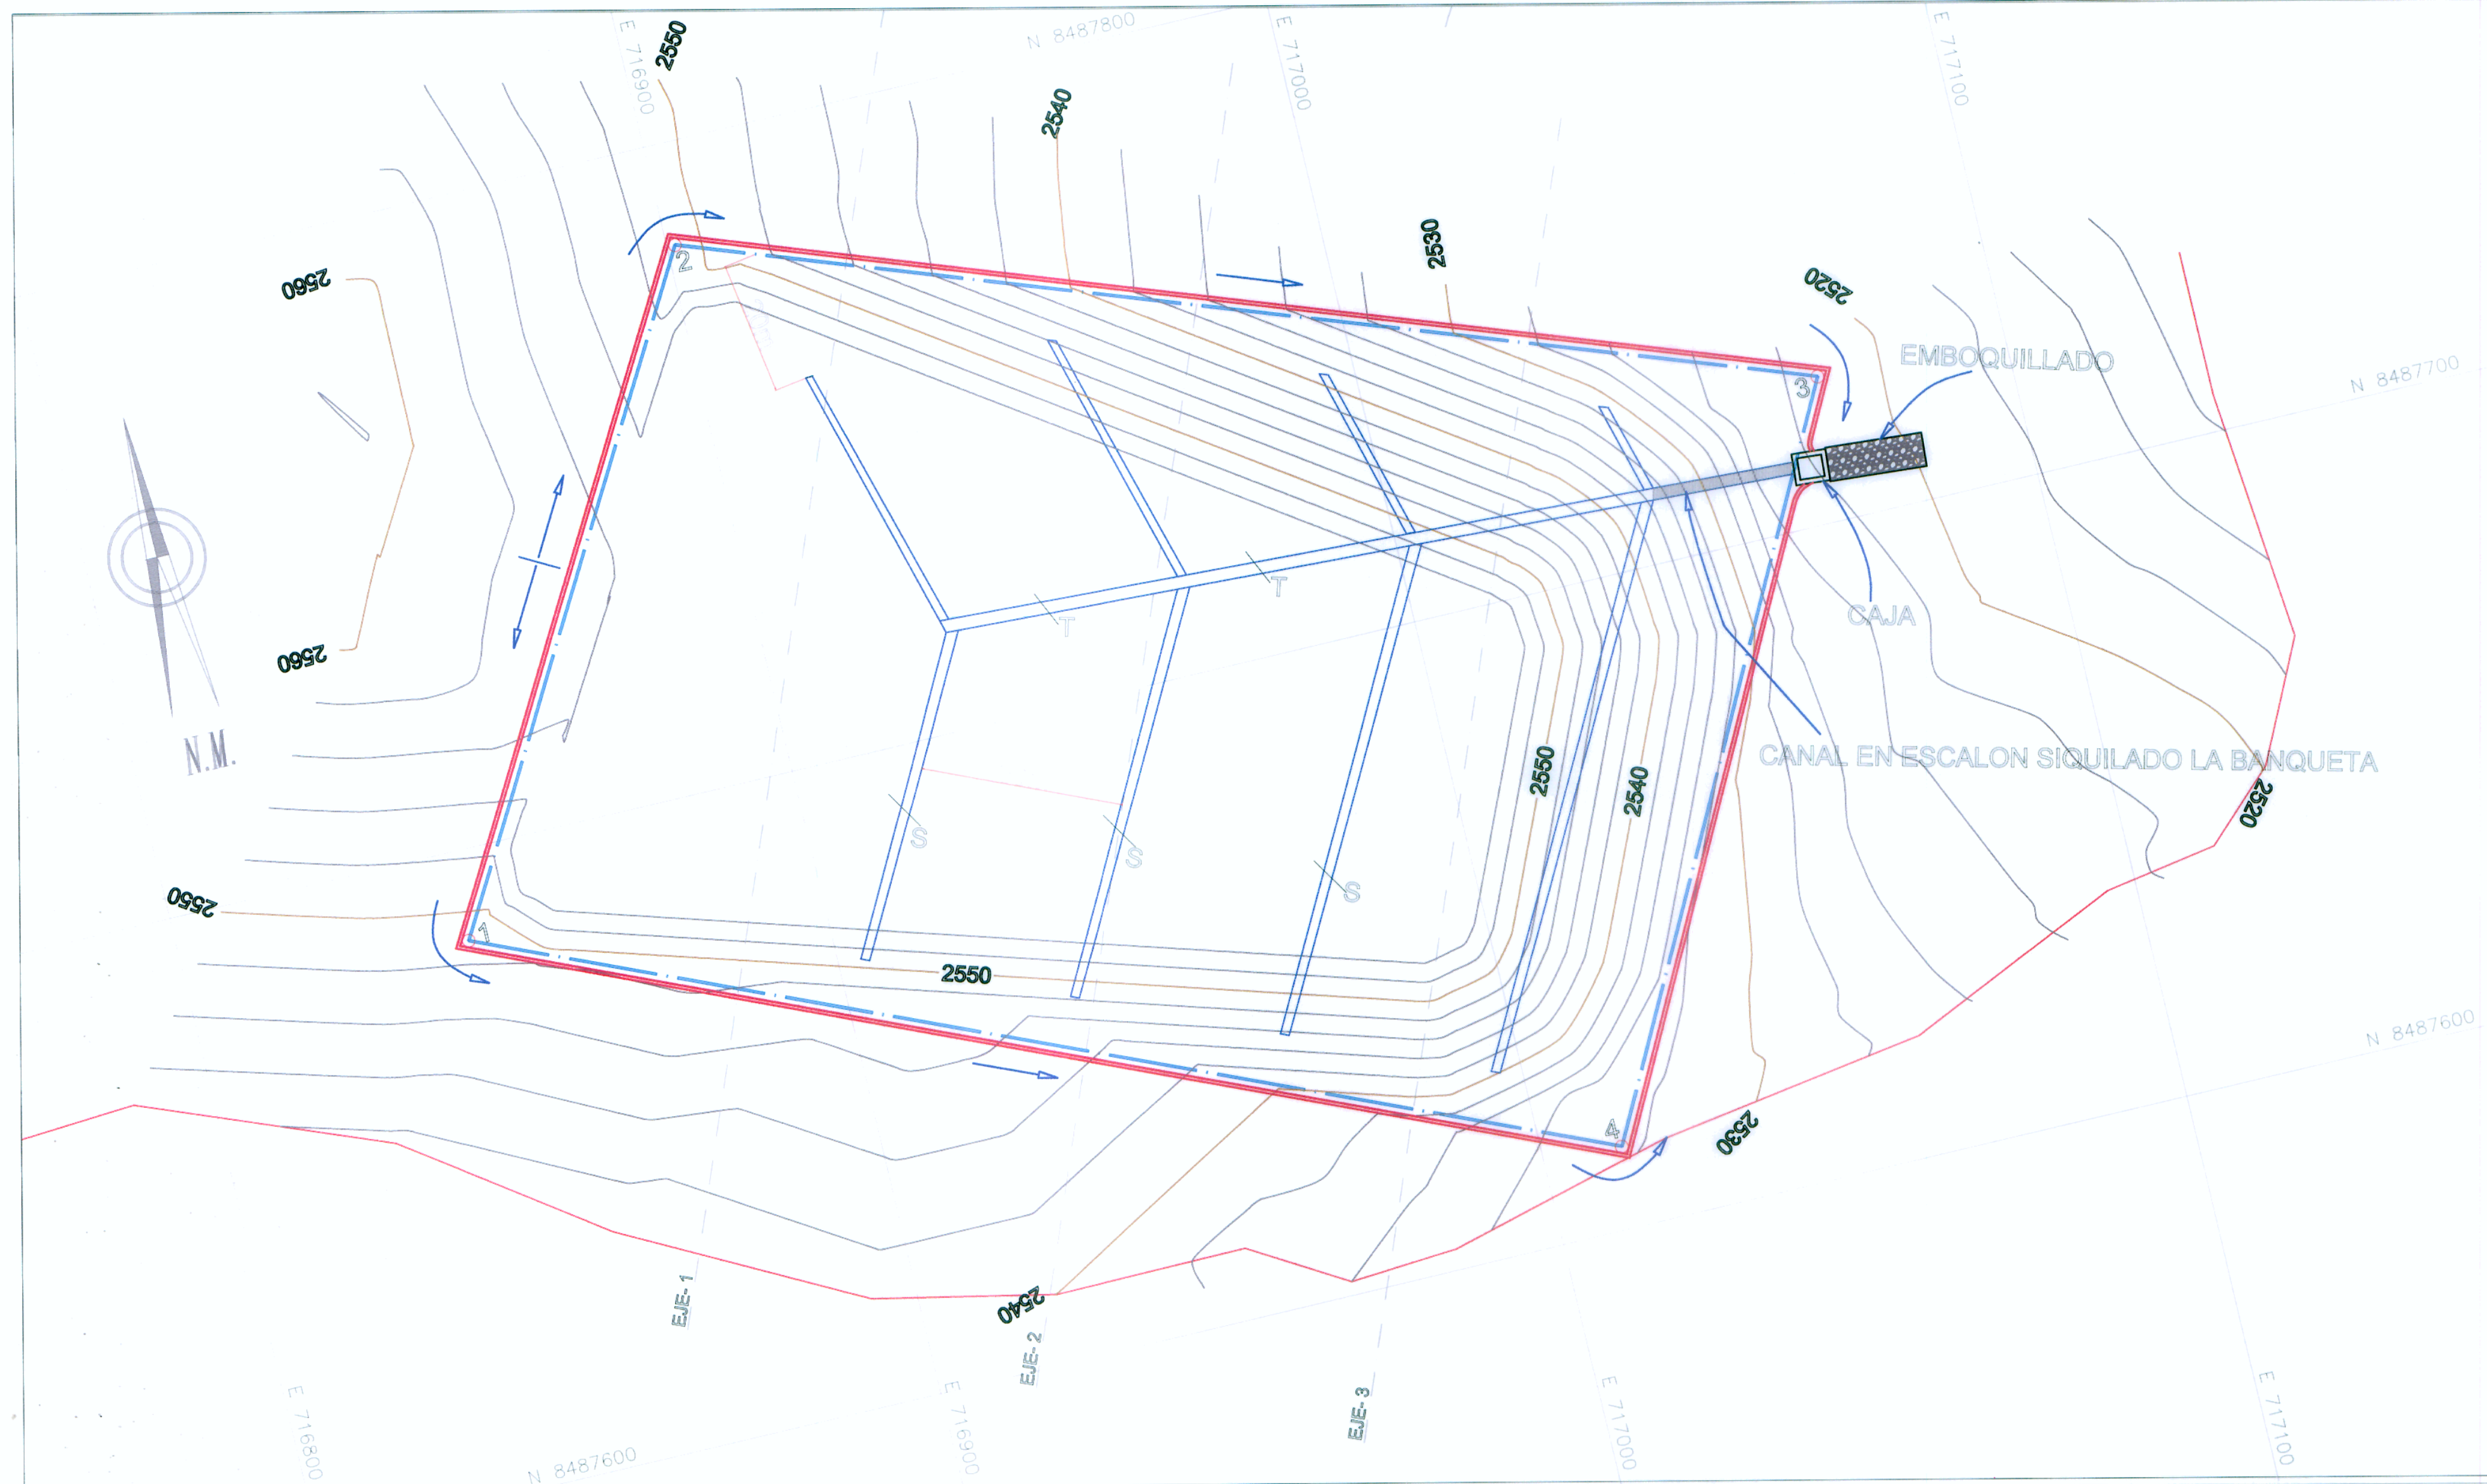 E 716900
2550
N 8487800
E 717000
E 717100
2540
2530
2520
2
3
2560
EMBOQUILLADO
N 8487700
T
T
CAJA
2560
N.M.
CANAL EN ESCALON SIQUILADO LA BANQUETA
2550
2540
2520
S
S
S
2550
1
2550
N 8487600
4
2530
EJE- 1
2540
EJE- 2
EJE- 3
E 716800
E 716900
E 717000
E 717100
N 8487600